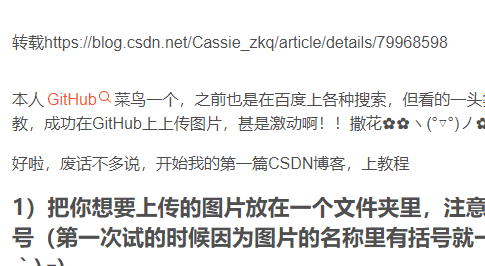 转载https://blog.csdn.net/Cassie_zkq/article/details/79968598
本人 GitHub 菜鸟一个，之前也是在百度上各种搜索，但看的一头
教，成功在GitHub上上传图片，甚是激动啊！！撒花✿✿ヽ(°▽°)ノ✿
好啦，废话不多说，开始我的第一篇CSDN博客，上教程
1）把你想要上传的图片放在一个文件夹里，注意
号（第一次试的时候因为图片的名称里有括号就一